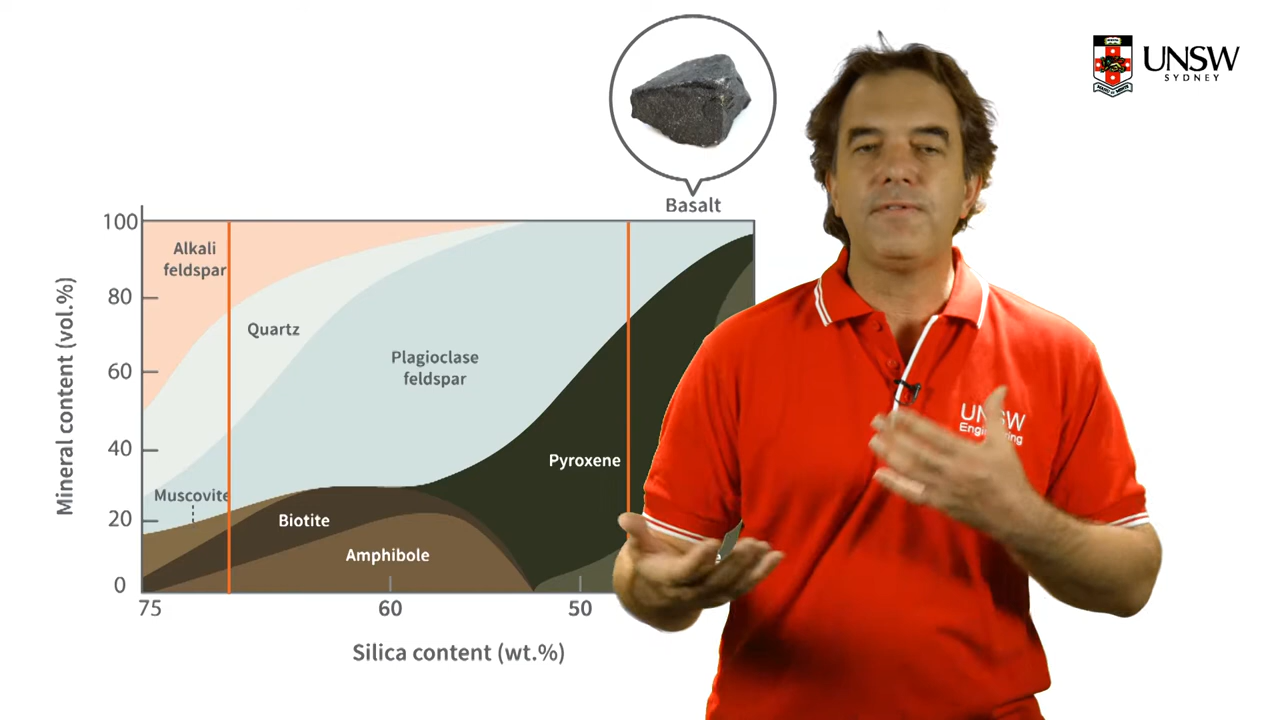 UNSW
SYDNEY
Basalt
100
80
60
40
20
0
Mineral content (vol.%)
Alkali
feldspar
Quartz
Plagioclase
feldspar
Muscovite
Pyroxene
Biotite
Amphibole
75
60
50
Silica content (wt.%)
UNSW